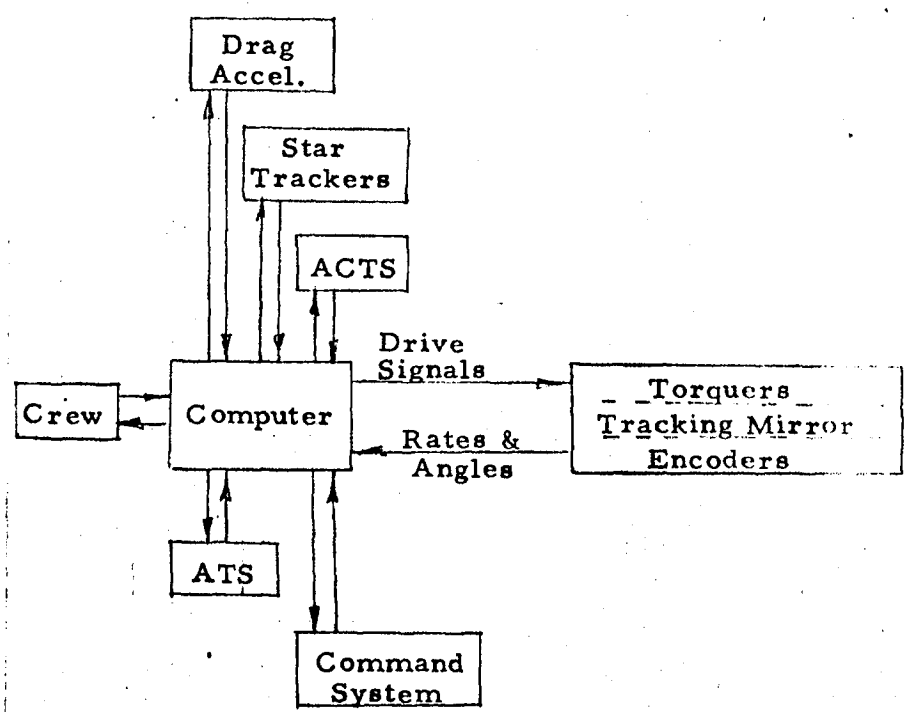 Drag
Accel.
Star
Trackers
ACTS
Drive
Signals
Torquers
Tracking Mirror
Encoders
Crew
Computer
Rates &
Angles
ATS
Command
System